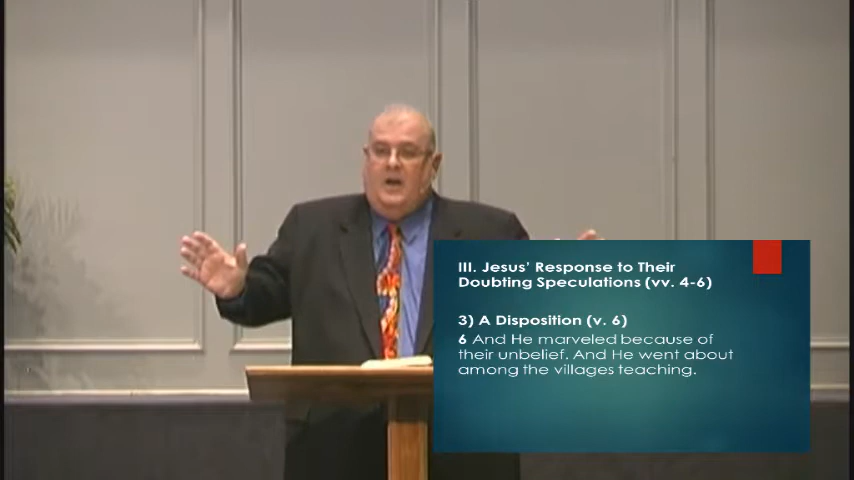 III. Jesus' Response to Their
Doubting Speculations (vv. 4-6)
3) A Disposition (v. 6)
6 And He marveled because of
their unbelief. And He went about
among the villages teaching.